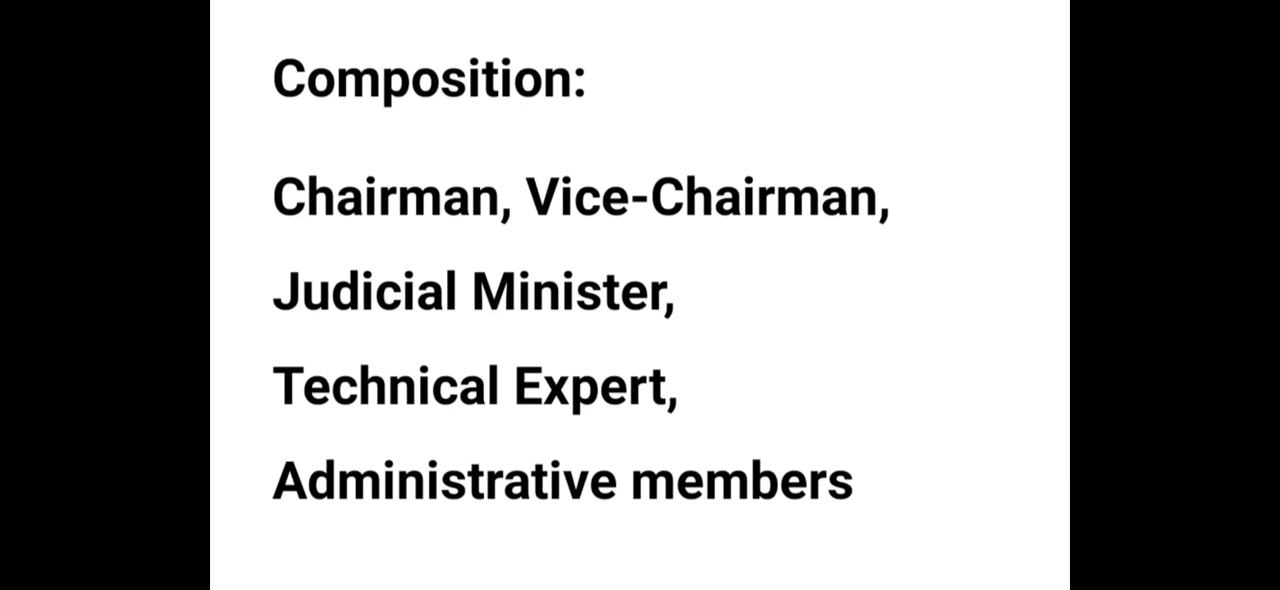 Composition:
Chairman, Vice-Chairman,
Judicial Minister,
Technical Expert,
Administrative members